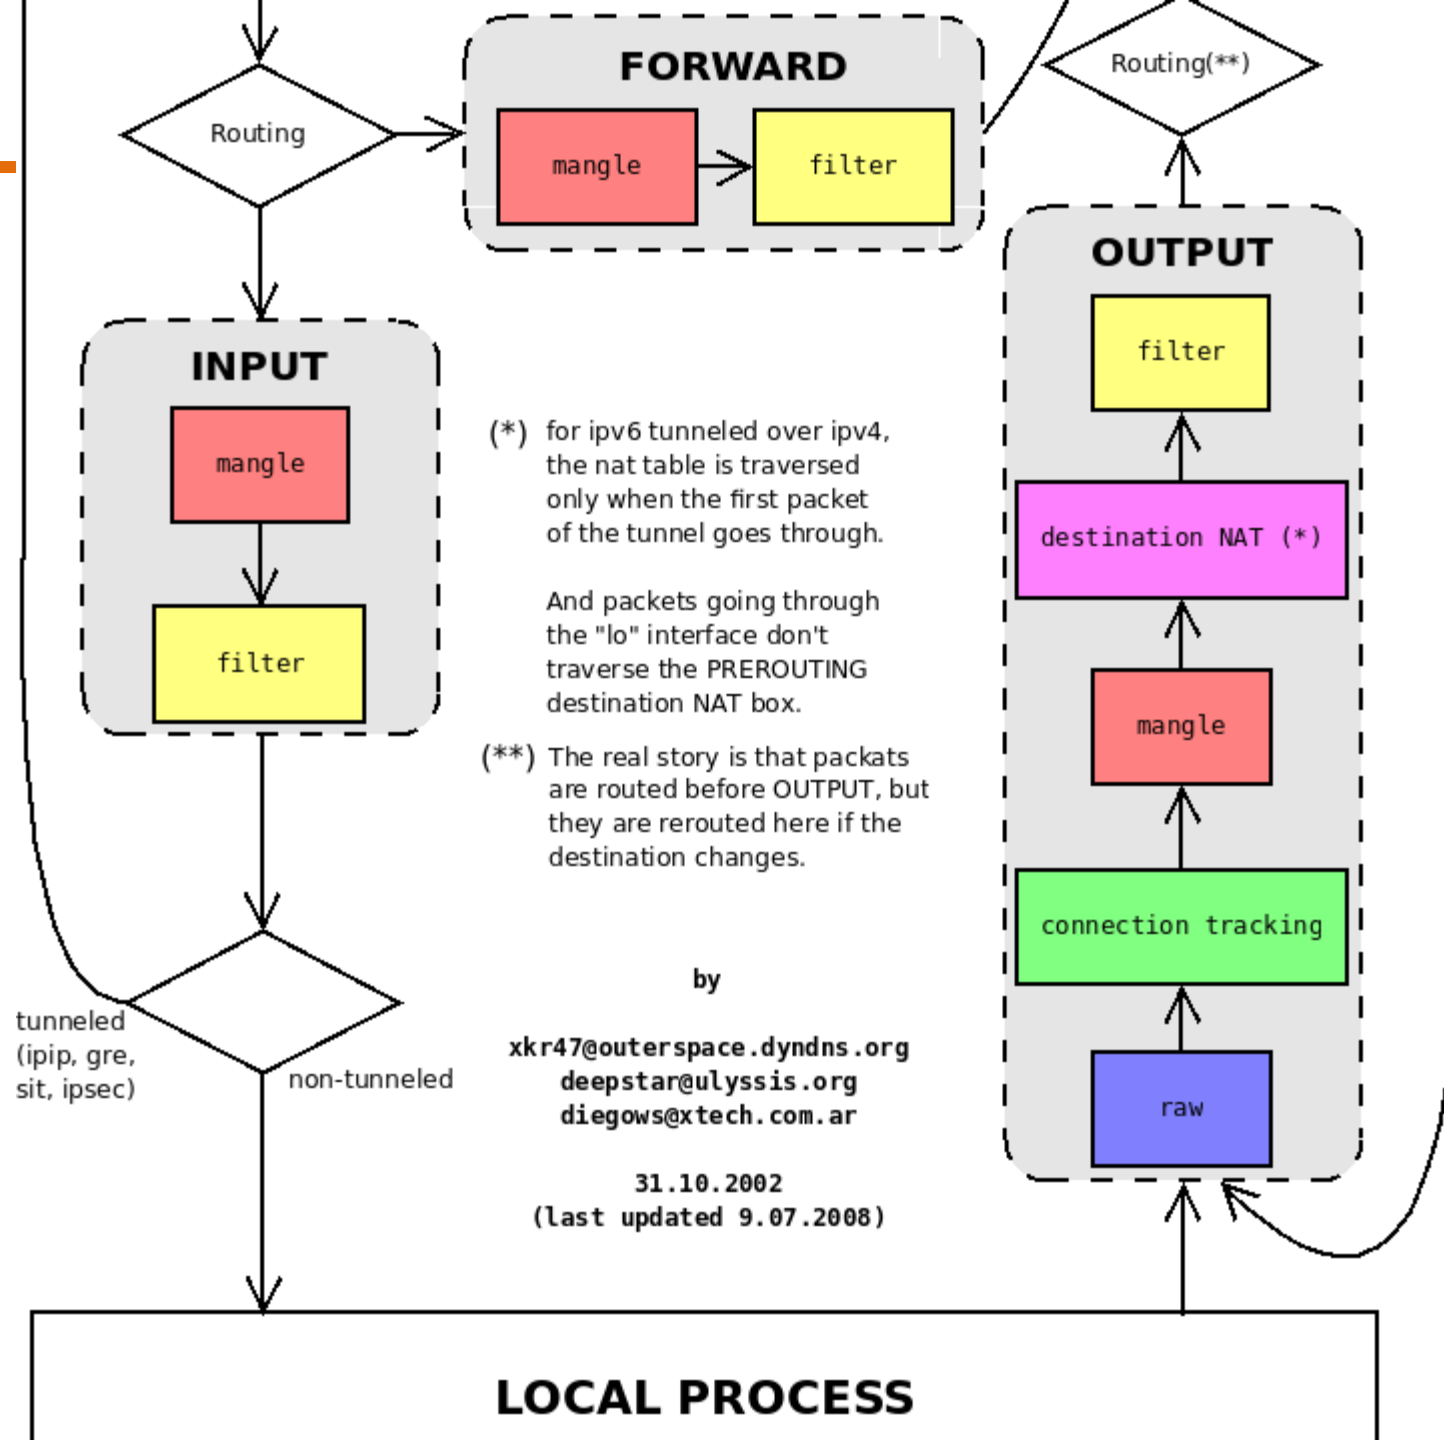 FORWARD
Routing(**)
Routing
mangle
filter
OUTPUT
filter
INPUT
mangle
(*) for ipv6 tunneled over ipv4,
the nat table is traversed
only when the first packet
of the tunnel goes through.
destination NAT (*)
And packets going through
the "lo" interface don't
traverse the PREROUTING
destination NAT box.
filter
mangle
(**) The real story is that packats
are routed before OUTPUT, but
they are rerouted here if the
destination changes.
connection tracking
by
tunneled
(ipip, gre,
sit, ipsec)
non-tunneled
xkr47@outerspace.dyndns.org
deepstar@ulyssis.org
diegows@xtech.com.ar
raw
31.10.2002
(last updated 9.07.2008)
LOCAL PROCESS